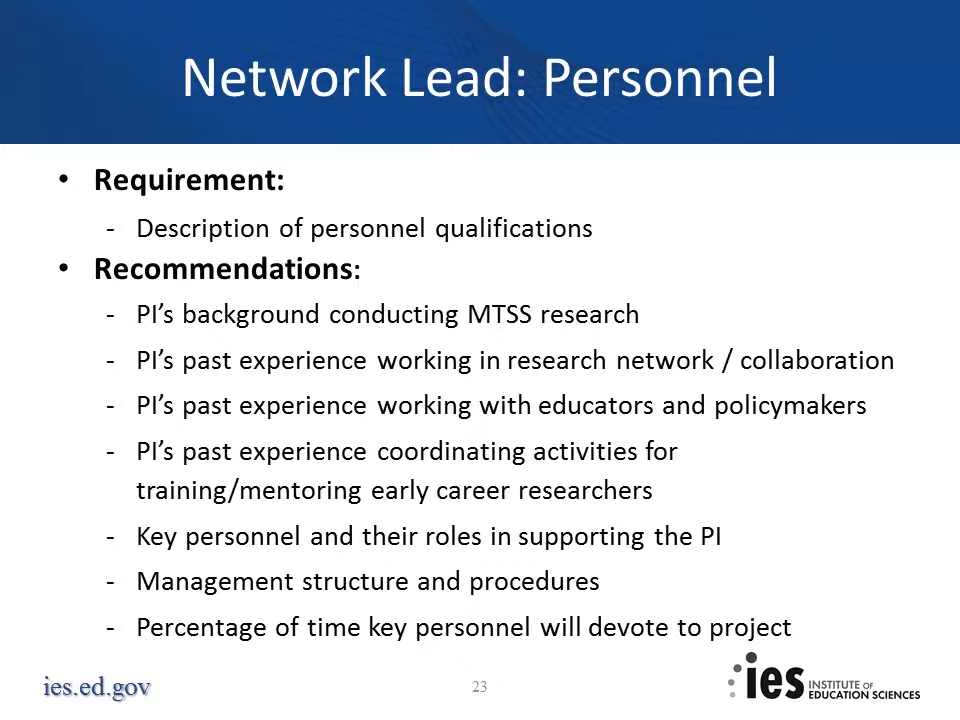 Network Lead: Personnel
• Requirement:
- Description of personnel qualifications
• Recommendations:
- PI’s background conducting MTSS research
- PI’s past experience working in research network / collaboration
- PI’s past experience working with educators and policymakers
- PI’s past experience coordinating activities for
training/mentoring early career researchers
- Key personnel and their roles in supporting the PI
- Management structure and procedures
- Percentage of time key personnel will devote to project
ies.ed.gov
23
ies
INSTITUTE OF
EDUCATION SCIENCES